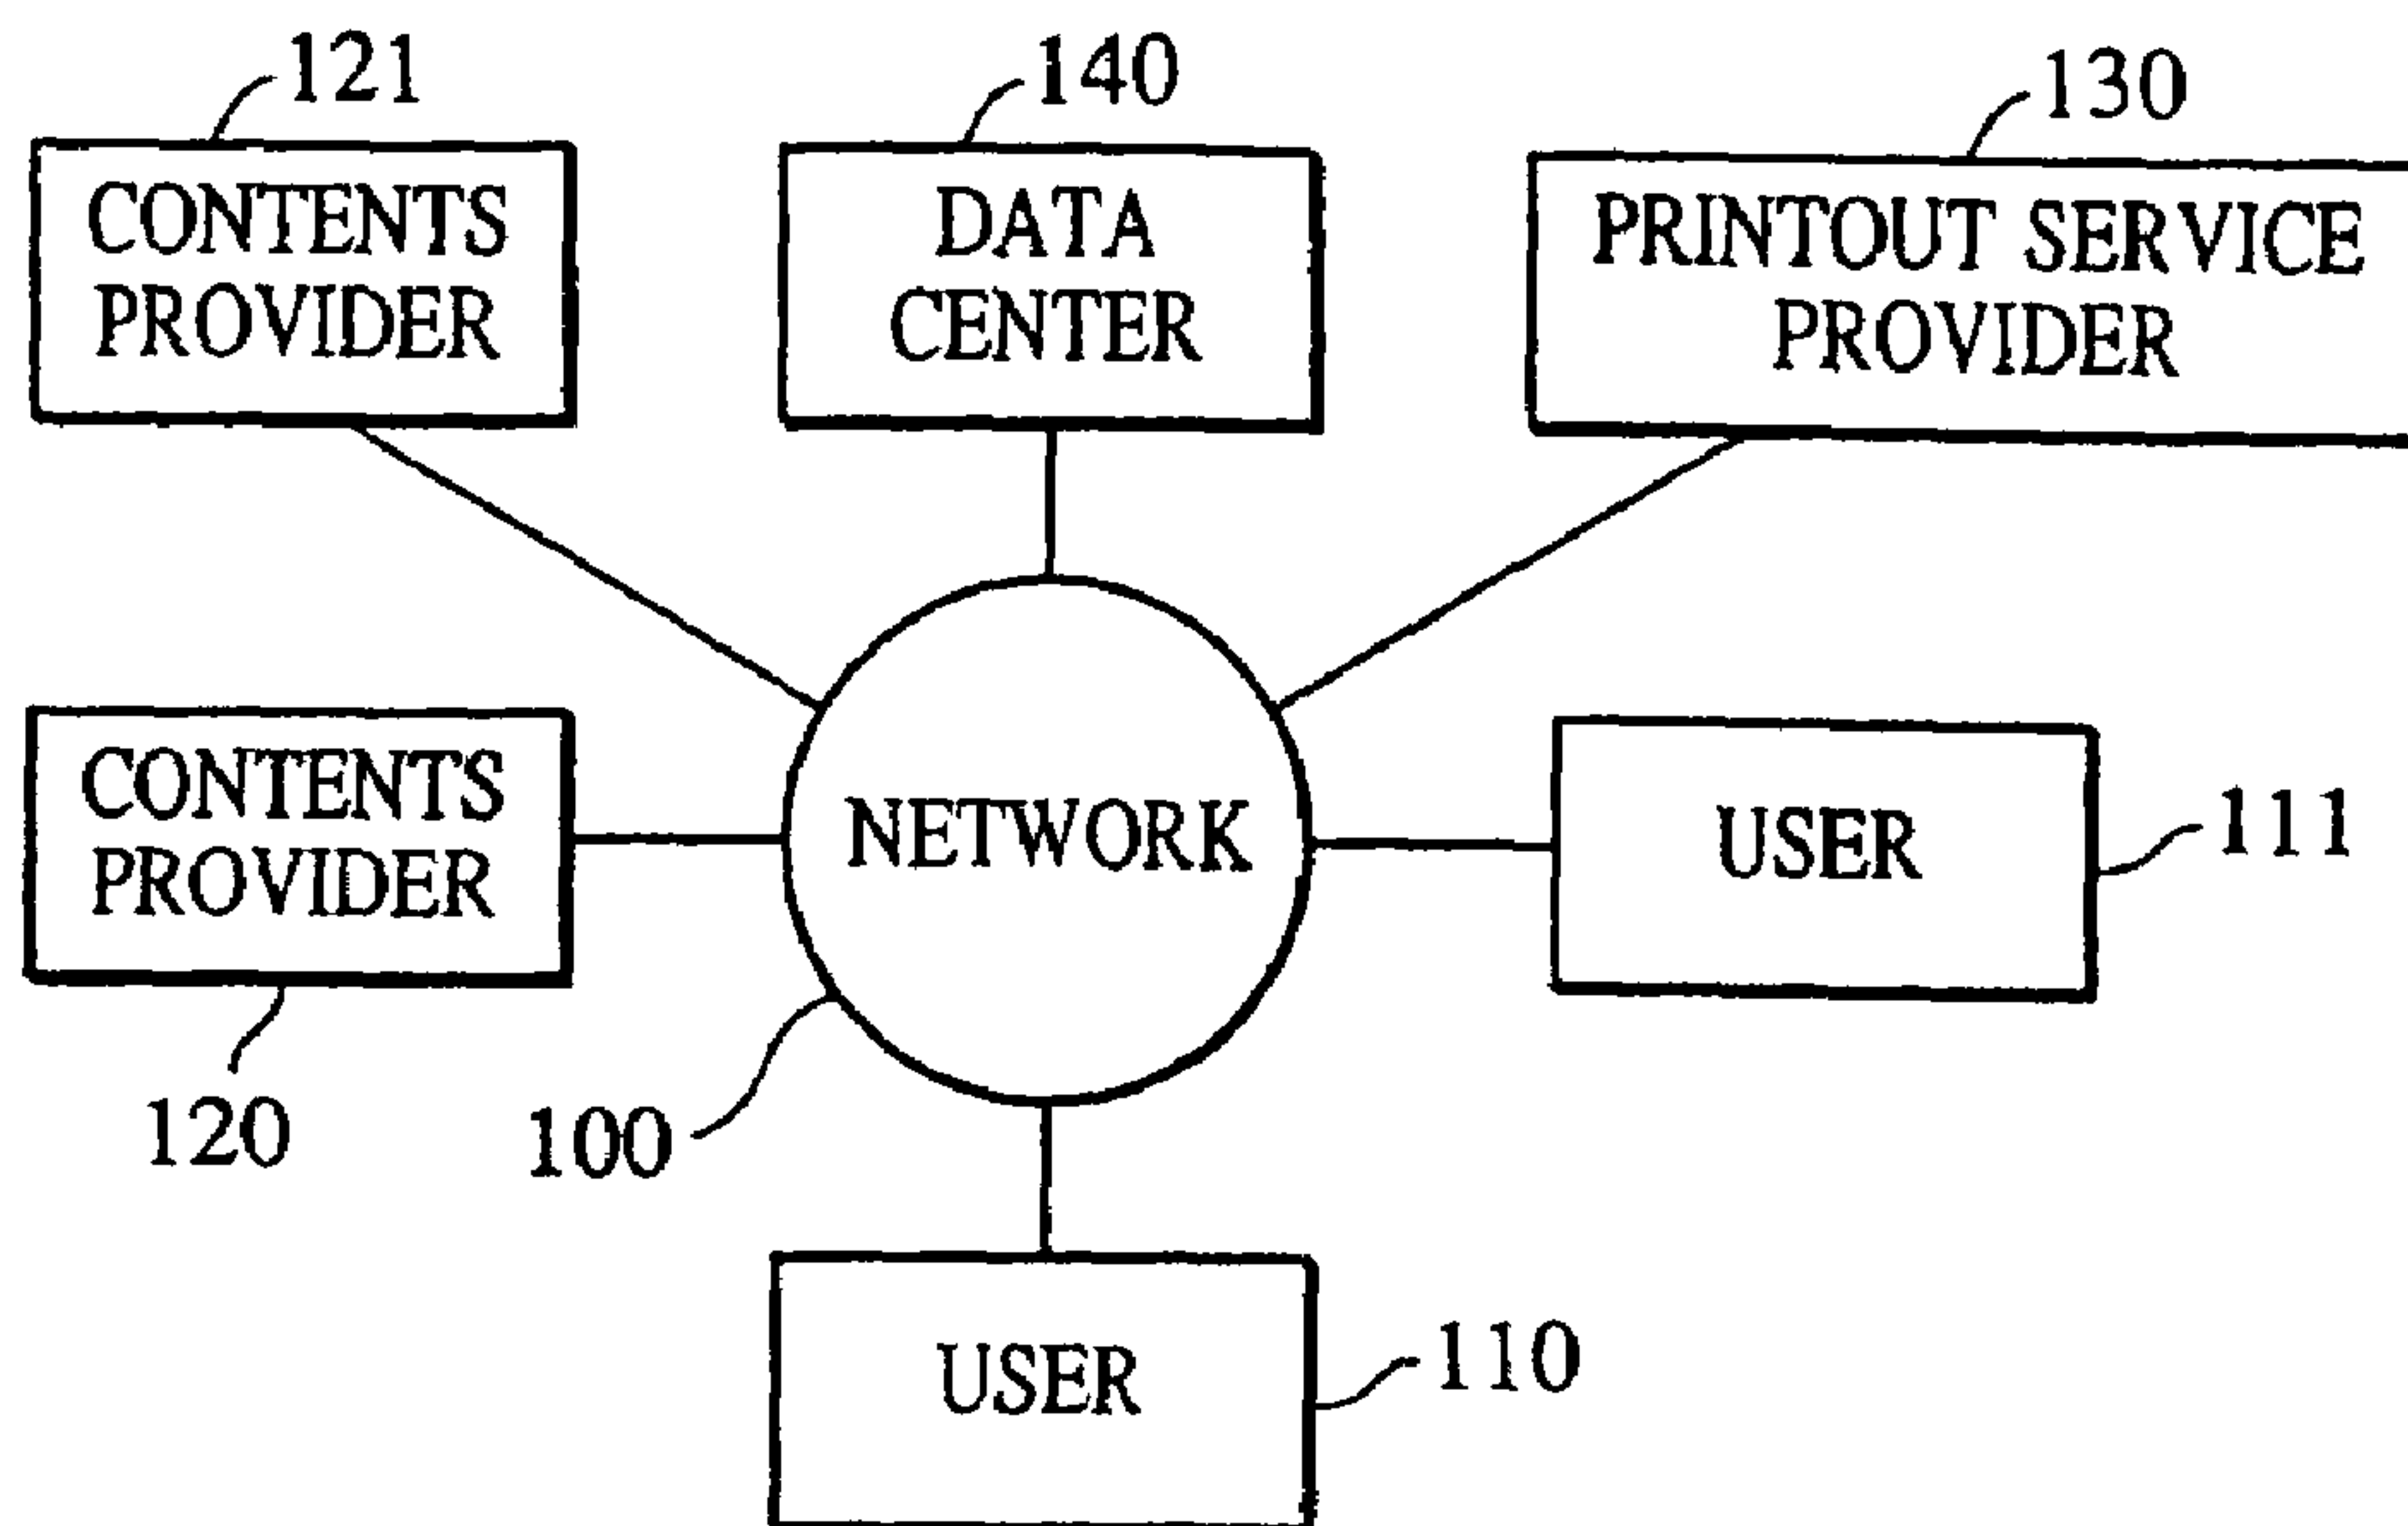 121
140
130
CONTENTS
PROVIDER
DATA
CENTER
PRINTOUT SERVICE
PROVIDER
CONTENTS
PROVIDER
NETWORK
USER
111
120
100
USER
110